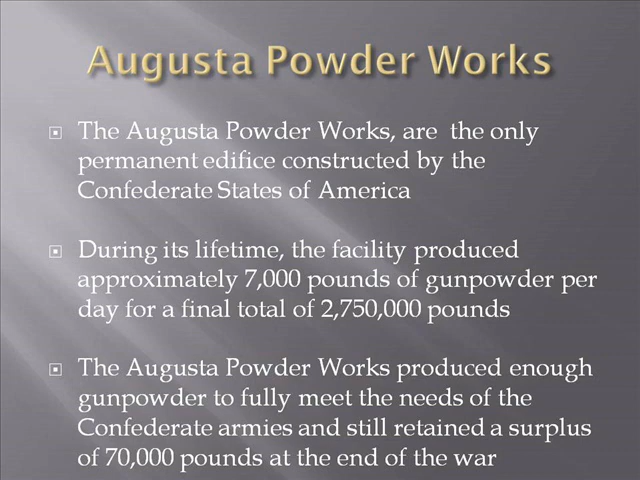 Augusta Powder Works
The Augusta Powder Works, are  the only
permanent edifice constructed by the
Confederate States of America
During its lifetime, the facility produced
approximately 7,000 pounds of gunpowder per
day for a final total of 2,750,000 pounds
The Augusta Powder Works produced enough
gunpowder to fully meet the needs of the
Confederate armies and still retained a surplus
of 70,000 pounds at the end of the war